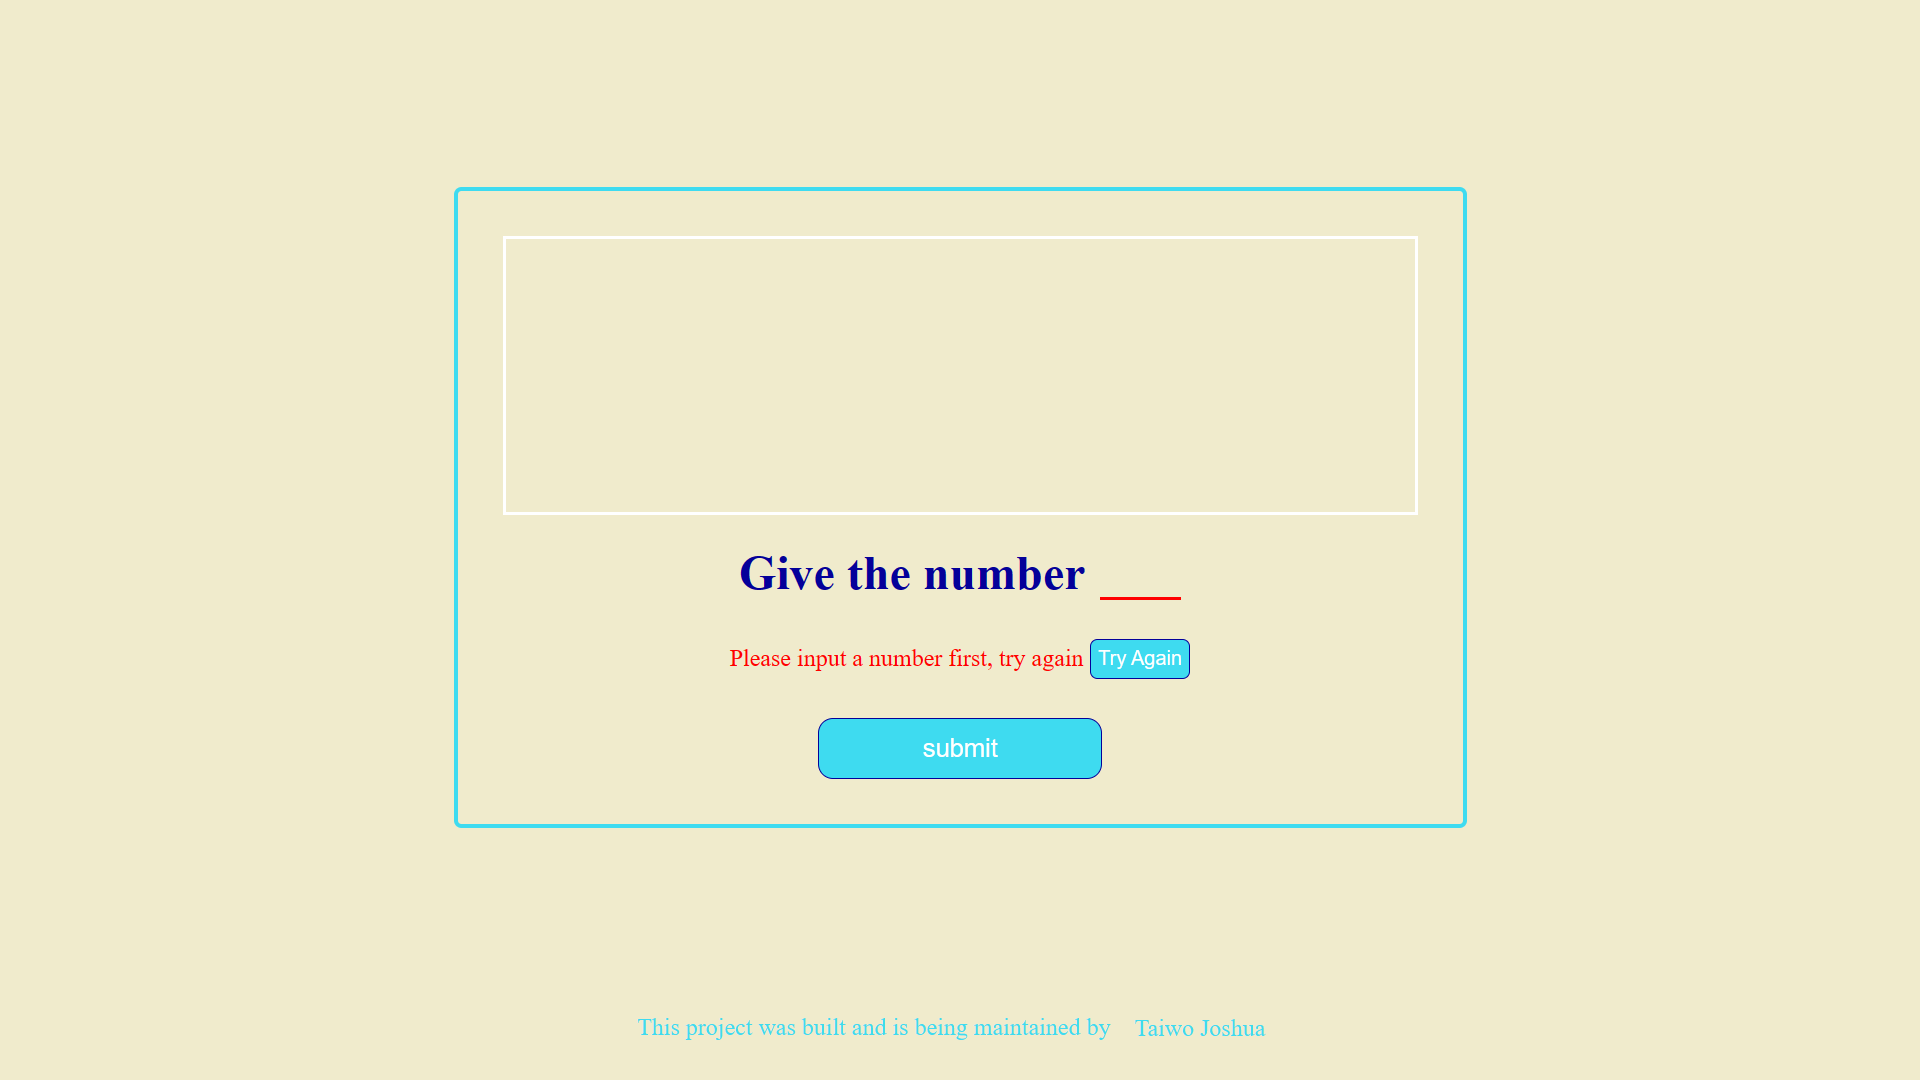 Give the number ____
Please input a number first, try again Try Again
submit
This project was built and is being maintained by Taiwo Joshua